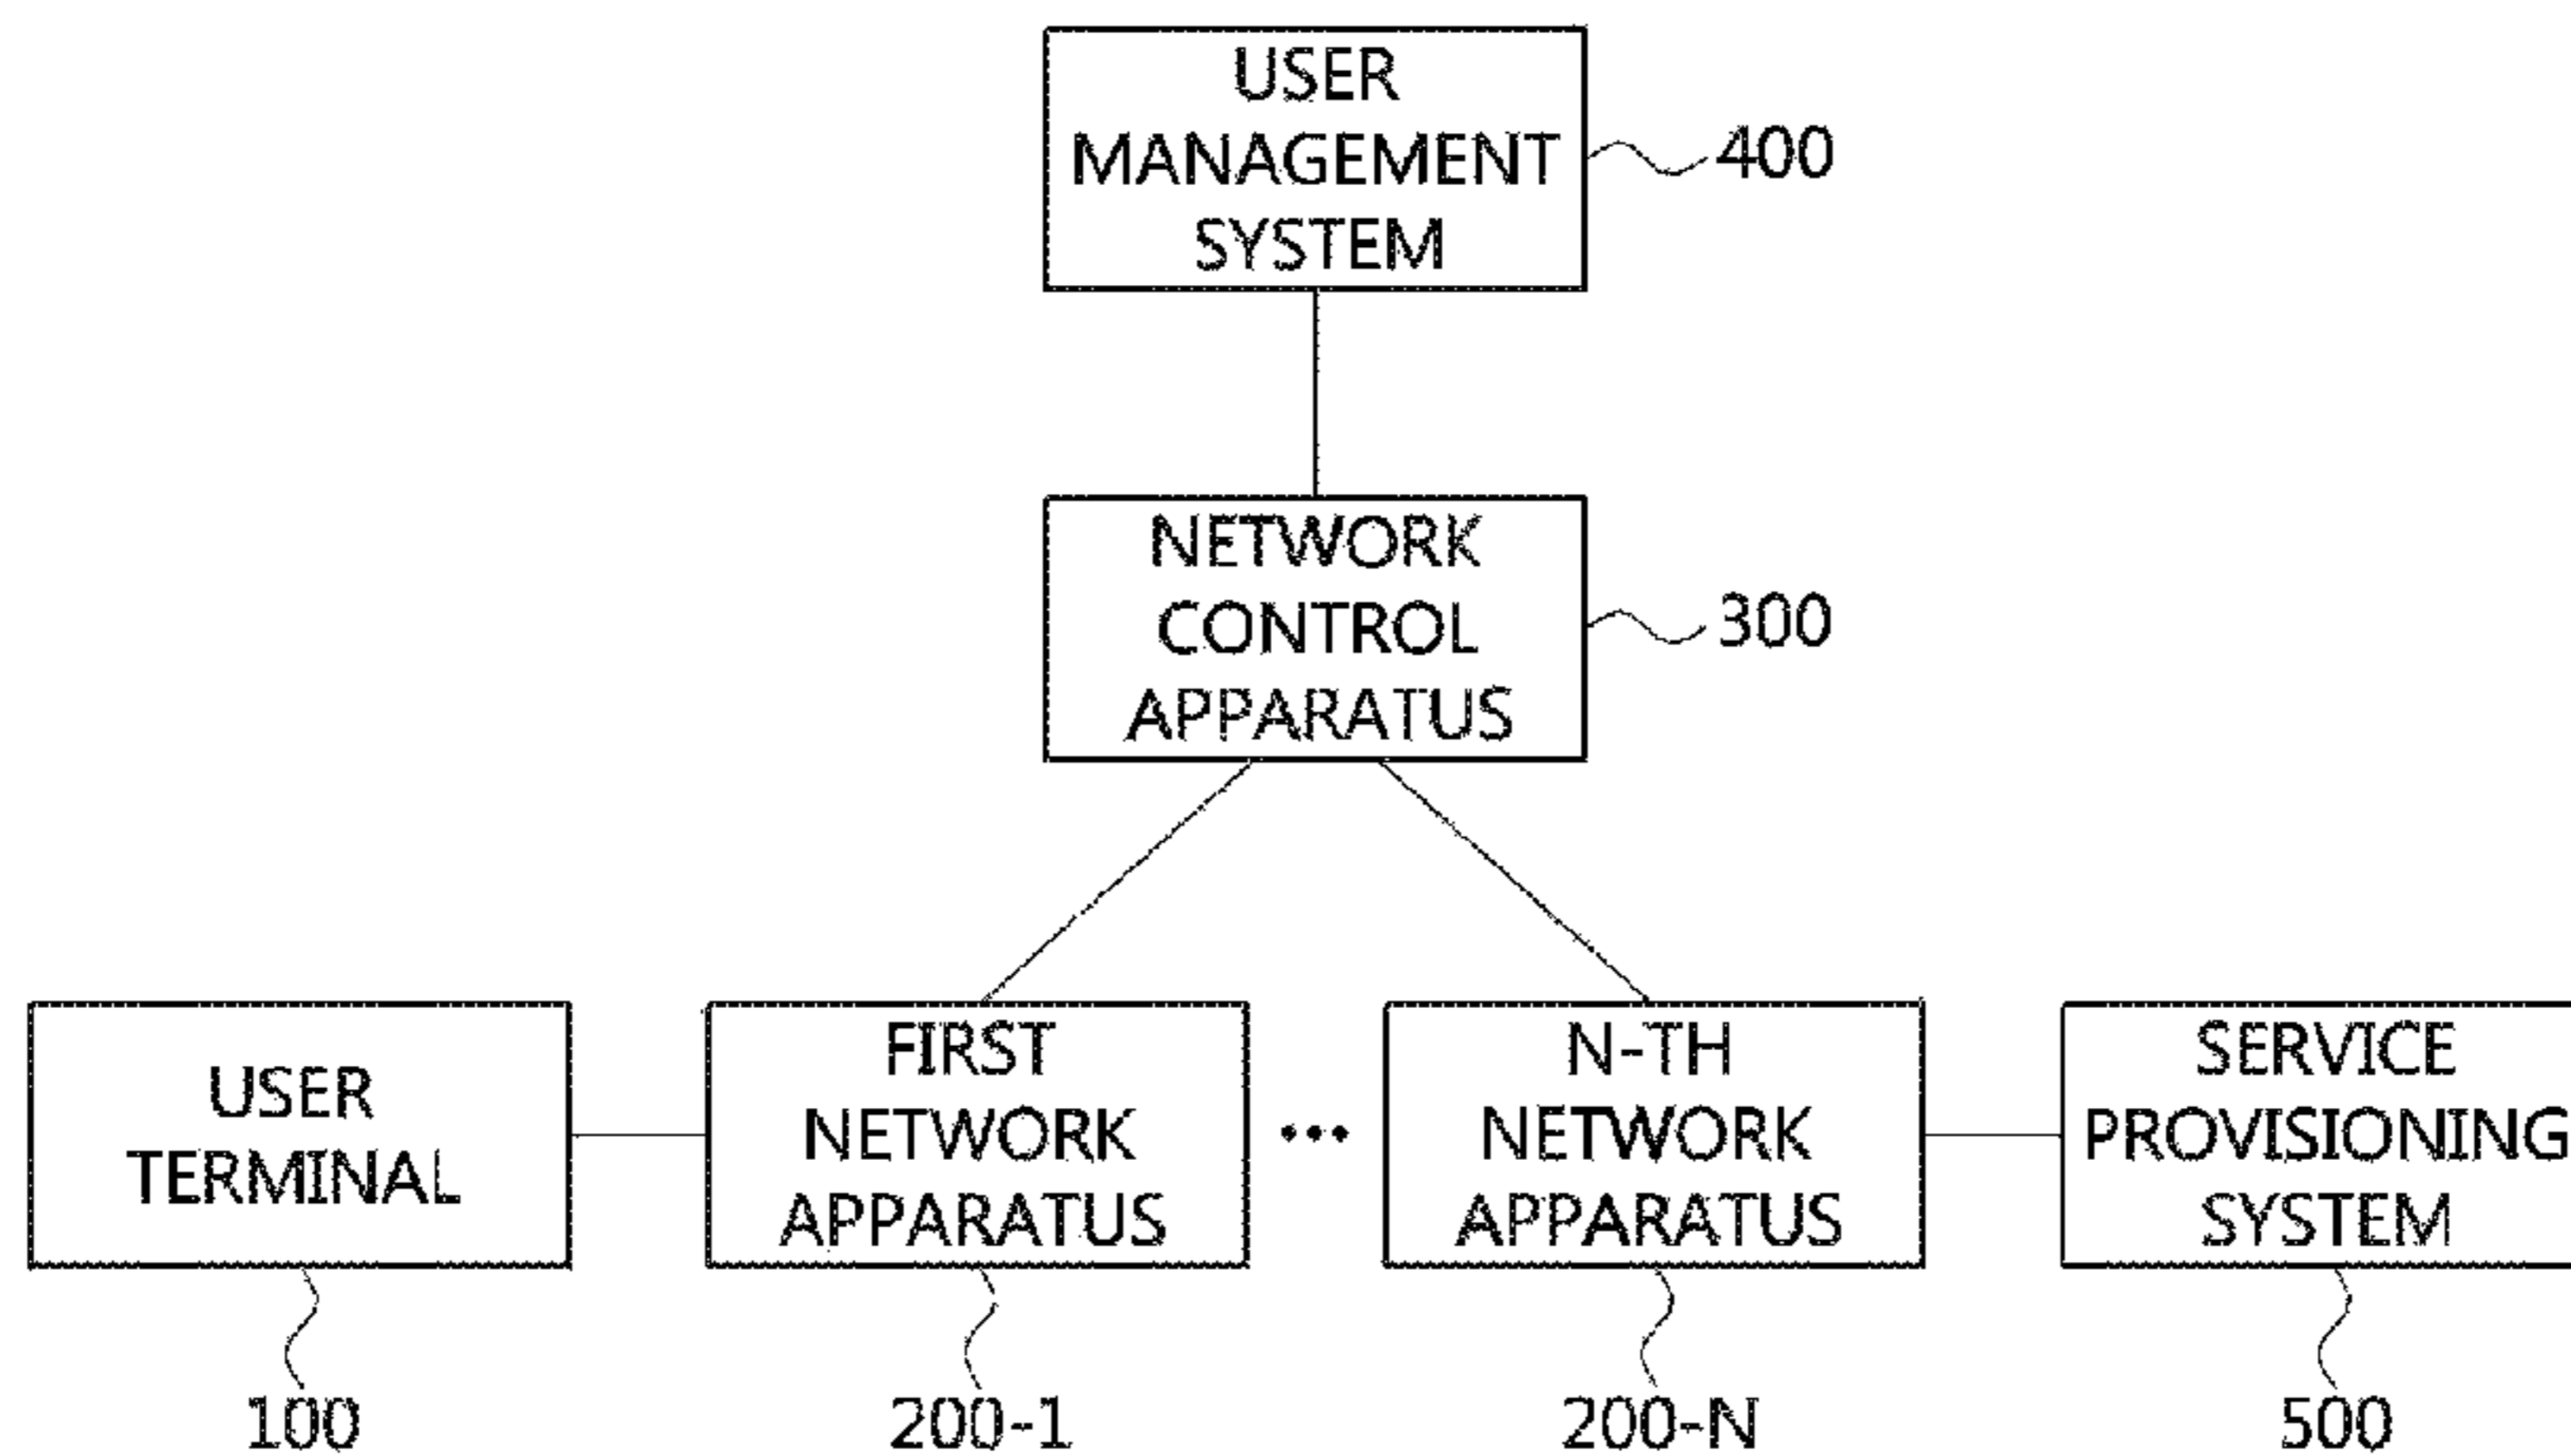 USER
MANAGEMENT
SYSTEM
400
NETWORK
CONTROL
APPARATUS
300
USER
TERMINAL
100
FIRST
NETWORK
APPARATUS
200-1
•••
N-TH
NETWORK
APPARATUS
200-N
SERVICE
PROVISIONING
SYSTEM
500